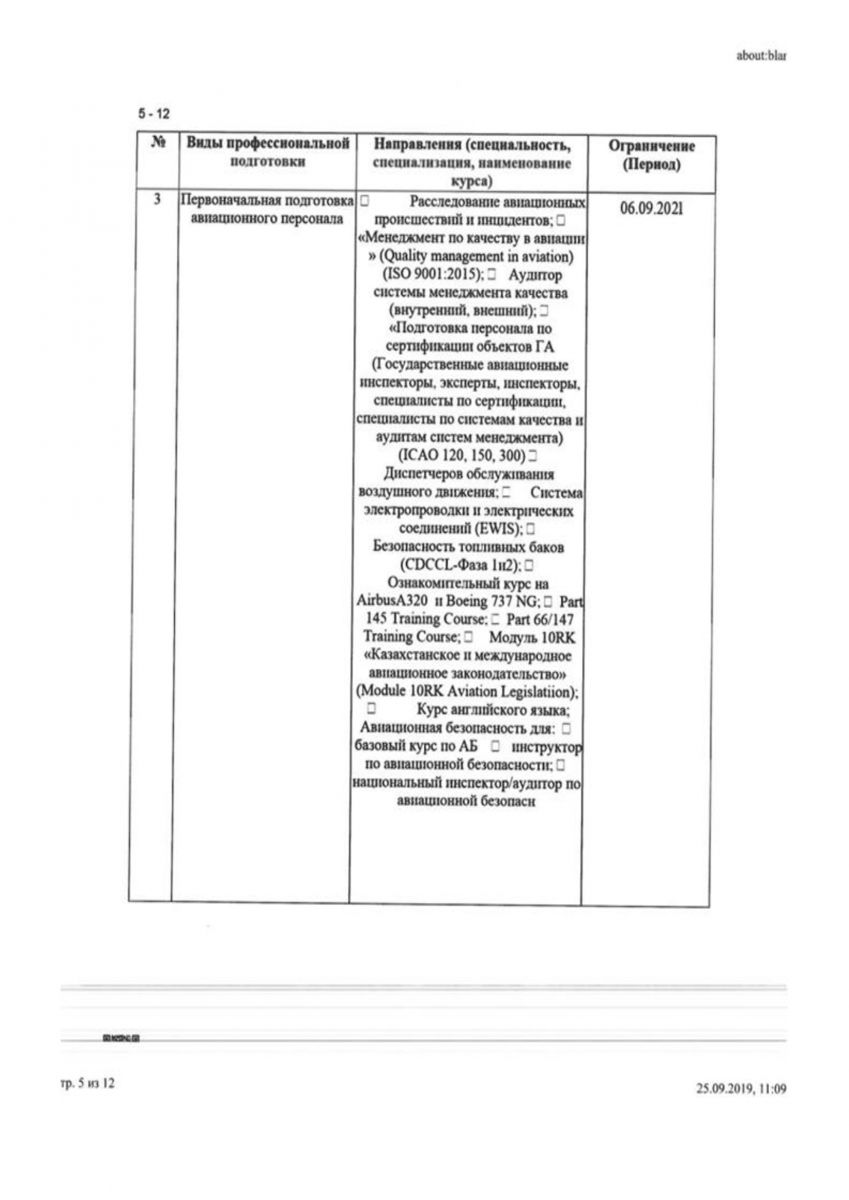 about:blar
5 - 12
№
Виды профессиональной
подготовки
Направления (специальность,
специализация, наименование
курса)
Ограничение
(Период)
3
Первоначальная подготовка
авиационного персонала
□ Расследование авиационных
происшествий и инцидентов; □
«Менеджмент по качеству в авиации
» (Quality management in aviation)
(ISO 9001:2015); □ Аудитор
системы менеджмента качества
(внутренний, внешний); □
«Подготовка персонала по
сертификации объектов ГА
(Государственные авиационные
инспекторы, эксперты, инспекторы,
специалисты по сертификации,
специалисты по системам качества и
аудитам систем менеджмента)
(ICAO 120, 150, 300) □
Диспетчеров обслуживания
воздушного движения; □ Система
электропроводки и электрических
соединений (EWIS); □
Безопасность топливных баков
(CDCCL-Фаза 1и2); □
Ознакомительный курс на
AirbusA320 и Boeing 737 NG; □ Part
145 Training Course; □ Part 66/147
Training Course; □ Модуль 10RK
«Казахстанское и международное
авиационное законодательство»
(Module 10RK Aviation Legislatiion);
□ Курс английского языка;
Авиационная безопасность для: □
базовый курс по АБ □ инструктор
по авиационной безопасности; □
национальный инспектор/аудитор по
авиационной безопасн
06.09.2021
тр. 5 из 12
25.09.2019, 11:09